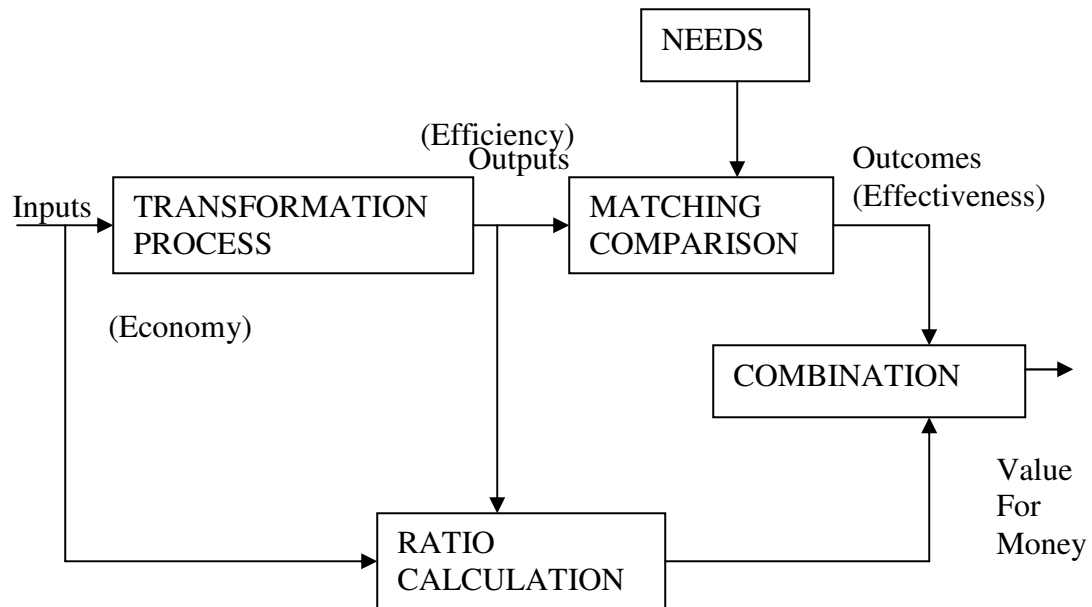 NEEDS
(Efficiency)
Outputs
Outcomes
(Effectiveness)
Inputs
TRANSFORMATION
PROCESS
MATCHING
COMPARISON
(Economy)
COMBINATION
Value
For
Money
RATIO
CALCULATION